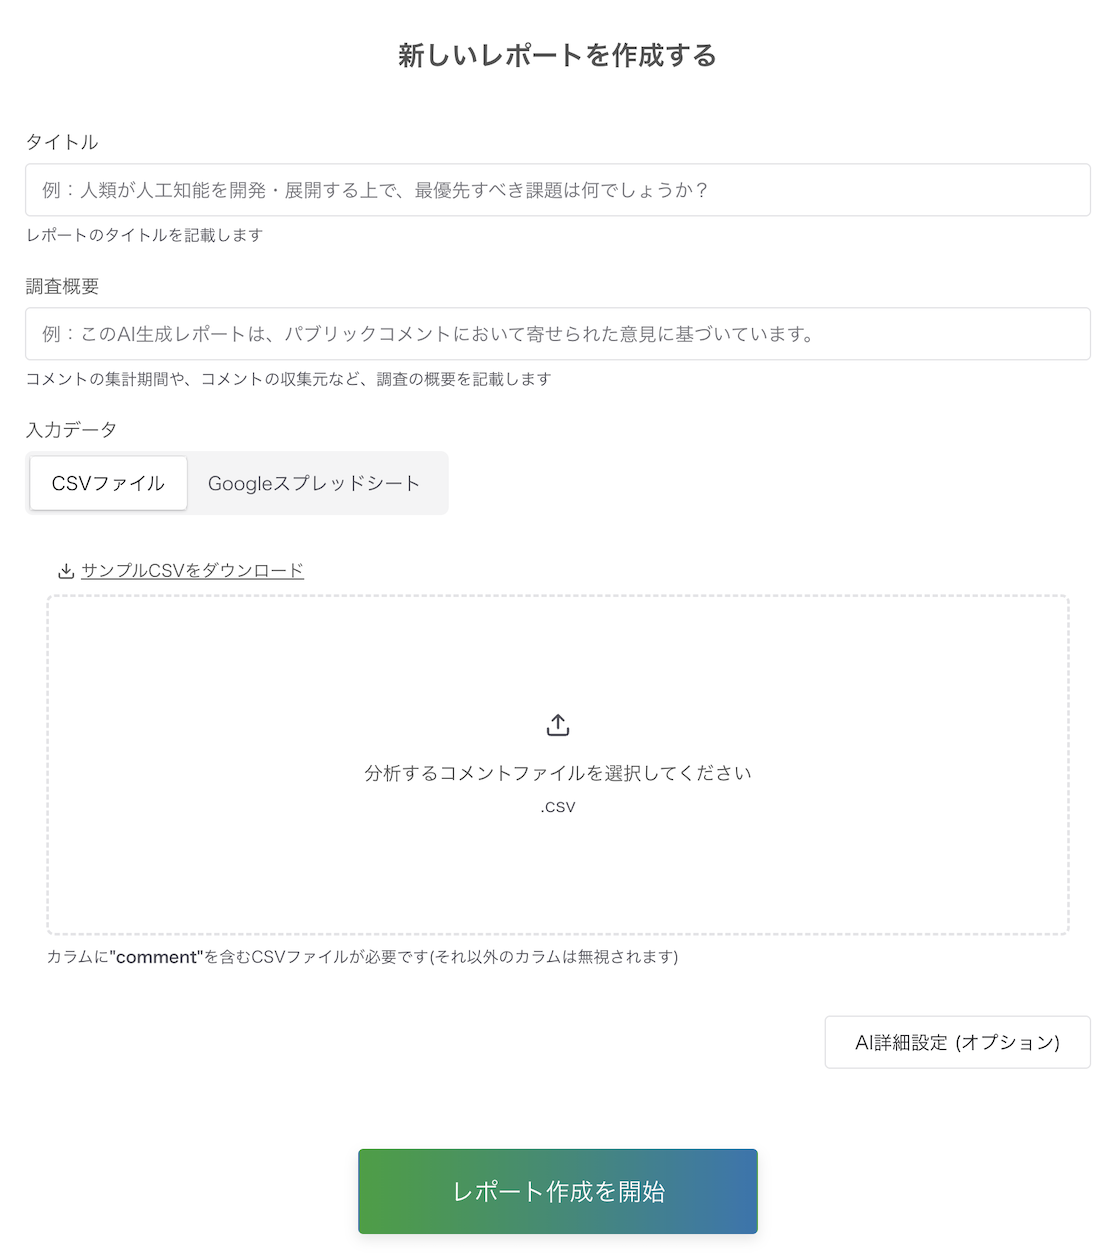 新しいレポートを作成する
タイトル
例：人類が人工知能を開発・展開する上で、最優先すべき課題は何でしょうか？
レポートのタイトルを記載します
調査概要
例：このAI生成レポートは、パブリックコメントにおいて寄せられた意見に基づいています。
コメントの集計期間や、コメントの収集元など、調査の概要を記載します
入力データ
CSVファイル
Googleスプレッドシート
サンプルCSVをダウンロード
分析するコメントファイルを選択してください
.csv
カラムに"comment"を含むCSVファイルが必要です(それ以外のカラムは無視されます)
AI詳細設定 (オプション)
レポート作成を開始